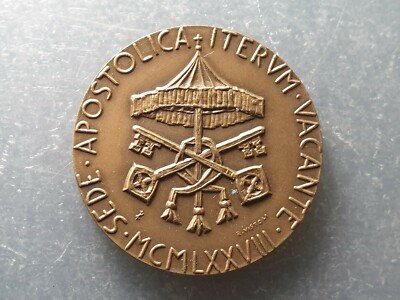 SEDE · APOSTOLICA ITERVM · VACANTE · MCMLXXVIII ·